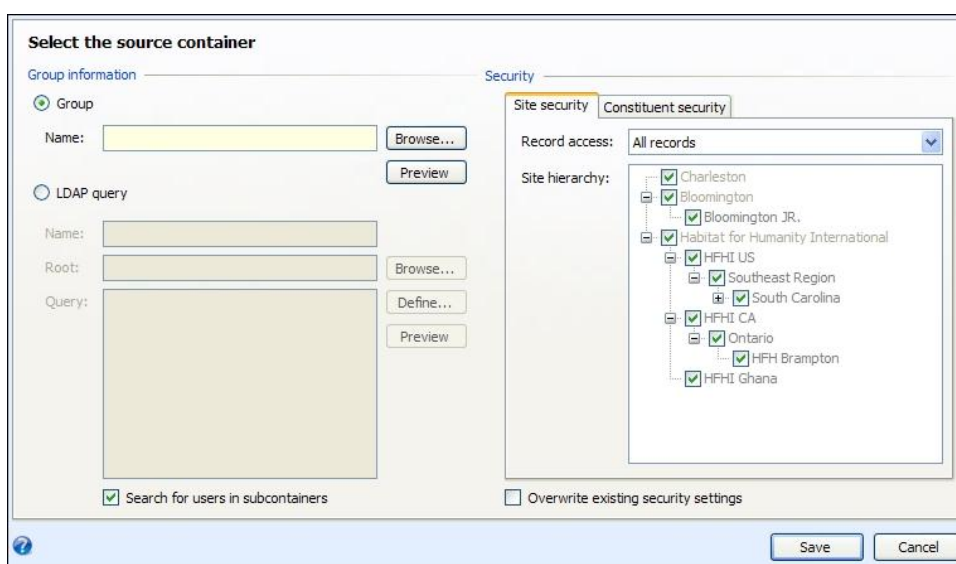 Select the source container
Group information
Group
Name:
Browse...
Preview
LDAP query
Name:
Root:
Browse...
Query:
Define...
Preview
Search for users in subcontainers
Security
Site security
Constituent security
Record access:
All records
Site hierarchy:
Charleston
Bloomington
Bloomington JR.
Habitat for Humanity International
HFHI US
Southeast Region
South Carolina
HFHI CA
Ontario
HFH Brampton
HFHI Ghana
Overwrite existing security settings
?
Save
Cancel